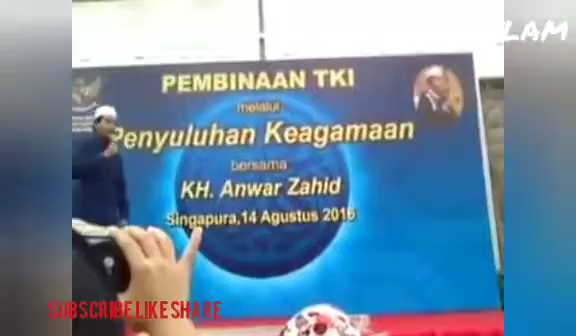 LAM
PEMBINAAN TKI
melalui
Penyuluhan Keagamaan
bersama
KH. Anwar Zahid
Singapura, 14 Agustus 2016
SUBSCRIBE LIKE SHARE